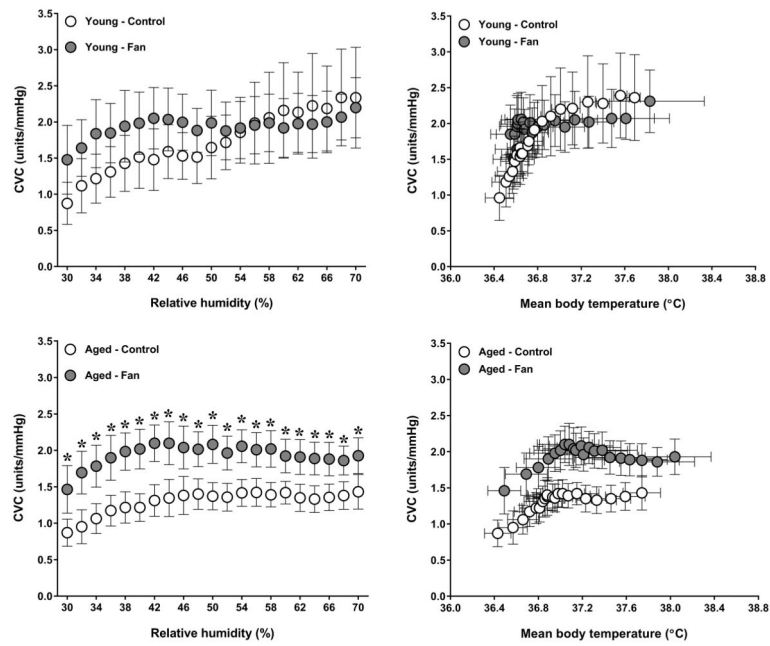 Young - Control
Young - Fan
CVC (units/mmHg)
3.5
3.0
2.5
2.0
1.5
1.0
0.5
0.0
30 34 38 42 46 50 54 58 62 66 70
Relative humidity (%)
Young - Control
Young - Fan
CVC (units/mmHg)
3.5
3.0
2.5
2.0
1.5
1.0
0.5
0.0
36.0 36.4 36.8 37.2 37.6 38.0 38.4 38.8
Mean body temperature (°C)
Aged - Control
Aged - Fan
CVC (units/mmHg)
3.5
3.0
2.5
2.0
1.5
1.0
0.5
0.0
* * * * * * * * * * * * * * * * * * * * *
30 34 38 42 46 50 54 58 62 66 70
Relative humidity (%)
Aged - Control
Aged - Fan
CVC (units/mmHg)
3.5
3.0
2.5
2.0
1.5
1.0
0.5
0.0
36.0 36.4 36.8 37.2 37.6 38.0 38.4 38.8
Mean body temperature (°C)